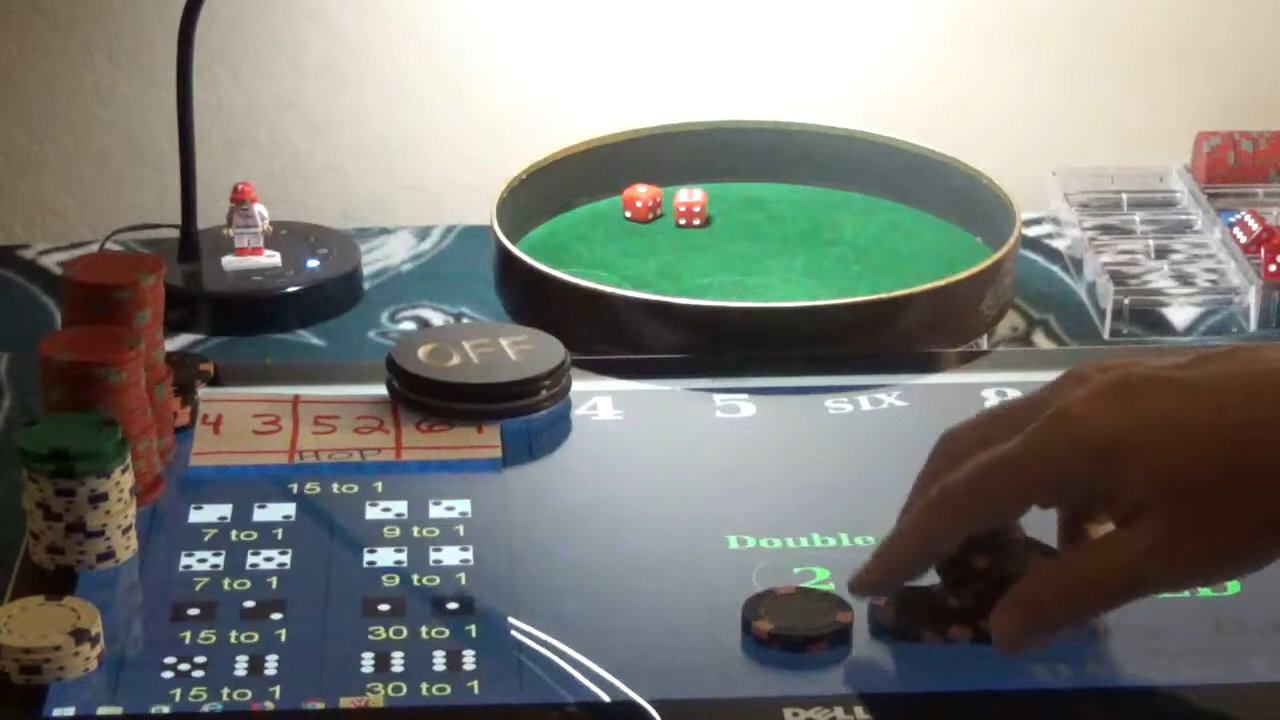 OFF
4 5 SIX 8
4 3 5 2 6 1
HOP
15 to 1
7 to 1 9 to 1
7 to 1 9 to 1
15 to 1 30 to 1
15 to 1 30 to 1
Double
2
DELL